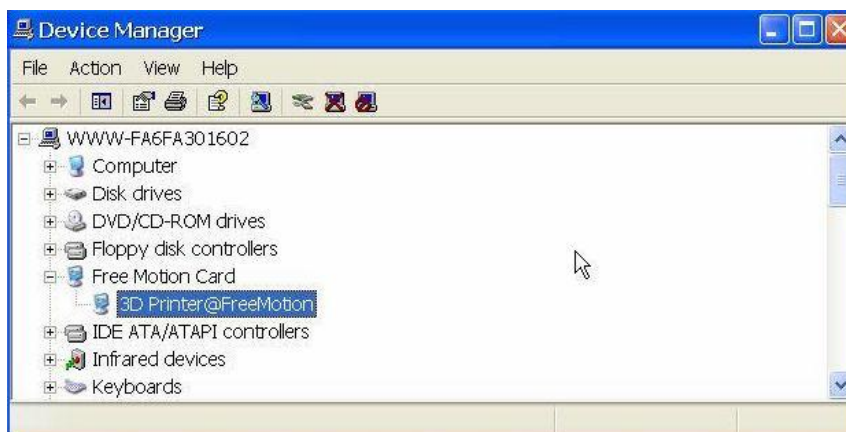 Device Manager
File Action View Help
WWW-FA6FA301602
Computer
Disk drives
DVD/CD-ROM drives
Floppy disk controllers
Free Motion Card
3D Printer@FreeMotion
IDE ATA/ATAPI controllers
Infrared devices
Keyboards